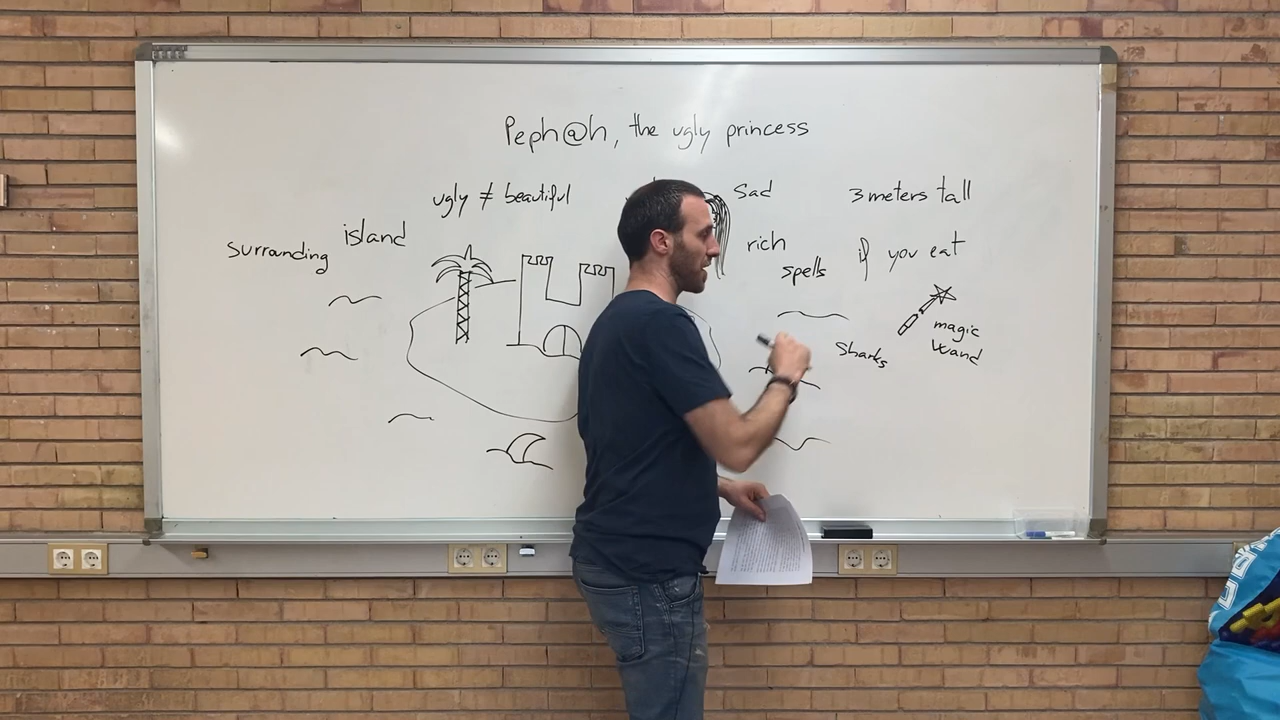 Peph@h, the ugly princess
ugly ≠ beautiful
Sad
3 meters tall
island
surranding
rich
if you eat
spells
magic
wand
Sharks